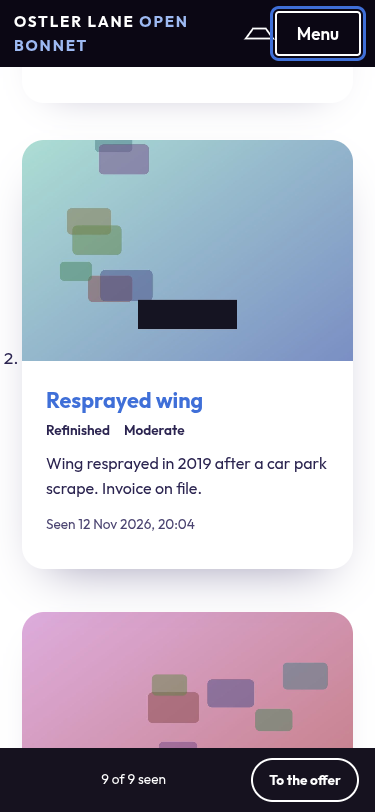 OSTLER LANE OPEN
BONNET
Menu
2.
Resprayed wing
Refinished Moderate
Wing resprayed in 2019 after a car park
scrape. Invoice on file.
Seen 12 Nov 2026, 20:04
9 of 9 seen
To the offer